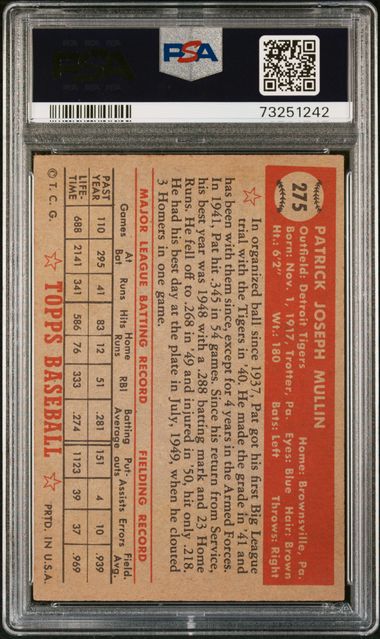 PSA
PSA
73251242
275
PATRICK JOSEPH MULLIN
Outfield: Detroit Tigers Home: Brownsville, Pa.
Born: Nov. 1, 1917, Trotter, Pa. Eyes: Blue Hair: Brown
Ht.: 6'2" Wt.: 180 Bats: Left Throws: Right
In organized ball since 1937, Pat got his first Big League
trial with the Tigers in '40. He made the grade in '41 and
has been with them since, except for 4 years in the Armed Forces.
In 1941, Pat hit .345 in 54 games. Since his return from Service,
his best year was 1948 with a .288 batting mark and 23 Home
Runs. He fell off to .268 in '49 and injured in '50, hit only .218.
He had his best day at the plate in July, 1949, when he clouted
3 Homers in one game.
MAJOR LEAGUE BATTING RECORD FIELDING RECORD
Games At Bat Runs Hits Home Runs RBI Batting Average Put-outs Assists Errors Field. Avg.
PAST YEAR 110 295 41 83 12 51 .281 151 4 10 .939
LIFE-TIME 688 2141 341 586 76 333 .274 1123 39 37 .969
© T. C. G. TOPPS BASEBALL PRTD. IN U.S.A.